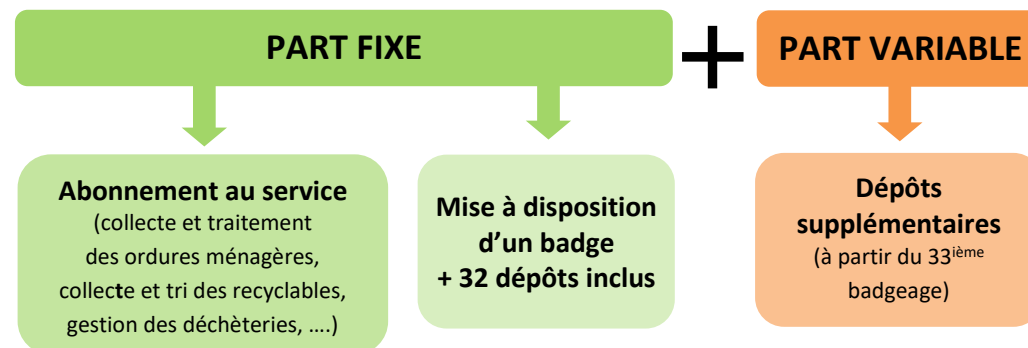 PART FIXE
+
PART VARIABLE
Abonnement au service
(collecte et traitement
des ordures ménagères,
collecte et tri des recyclables,
gestion des déchèteries, ....)
Mise à disposition
d’un badge
+ 32 dépôts inclus
Dépôts
supplémentaires
(à partir du 33ième
badgeage)